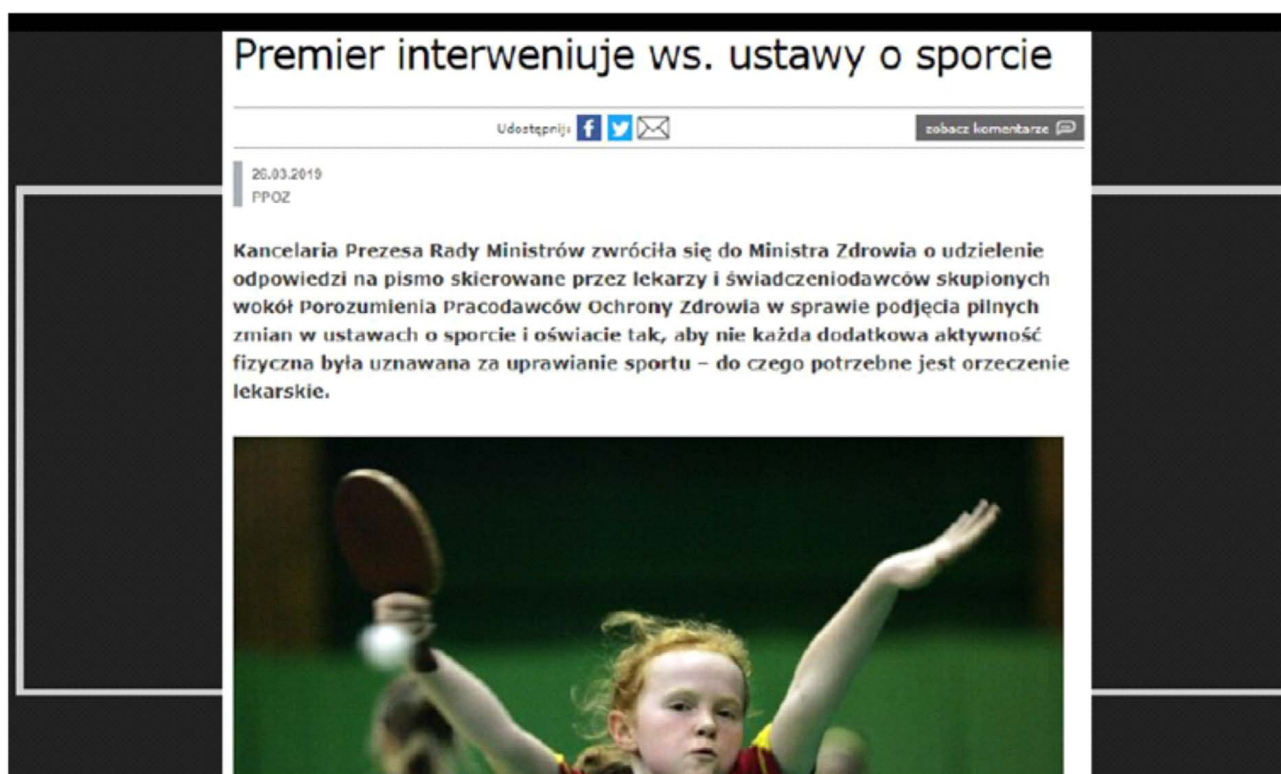 Premier interweniuje ws. ustawy o sporcie
Udostępnij:
zobacz komentarze
26.03.2019
PPOZ
Kancelaria Prezesa Rady Ministrów zwróciła się do Ministra Zdrowia o udzielenie
odpowiedzi na pismo skierowane przez lekarzy i świadczeniodawców skupionych
wokół Porozumienia Pracodawców Ochrony Zdrowia w sprawie podjęcia pilnych
zmian w ustawach o sporcie i oświacie tak, aby nie każda dodatkowa aktywność
fizyczna była uznawana za uprawianie sportu – do czego potrzebne jest orzeczenie
lekarskie.